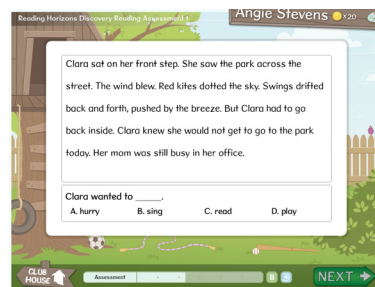 Reading Horizons Discovery Reading Assessment 1
Angie Stevens
×20
Clara sat on her front step. She saw the park across the
street. The wind blew. Red kites dotted the sky. Swings drifted
back and forth, pushed by the breeze. But Clara had to go
back inside. Clara knew she would not get to go to the park
today. Her mom was still busy in her office.
Clara wanted to _____.
A. hurry B. sing C. read D. play
CLUB
HOUSE
Assessment
NEXT